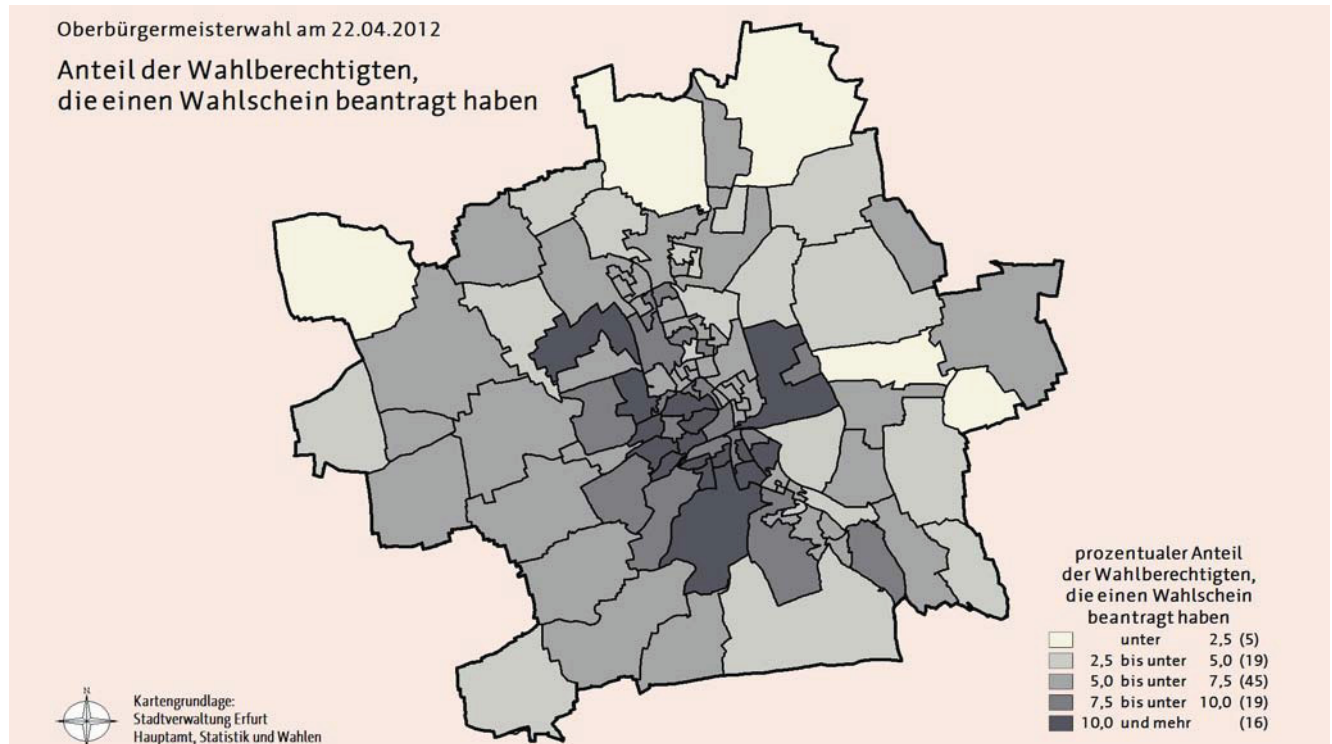 Oberbürgermeisterwahl am 22.04.2012
Anteil der Wahlberechtigten,
die einen Wahlschein beantragt haben
prozentualer Anteil
der Wahlberechtigten,
die einen Wahlschein
beantragt haben
unter 2,5 (5)
2,5 bis unter 5,0 (19)
5,0 bis unter 7,5 (45)
7,5 bis unter 10,0 (19)
10,0 und mehr (16)
N
Kartengrundlage:
Stadtverwaltung Erfurt
Hauptamt, Statistik und Wahlen